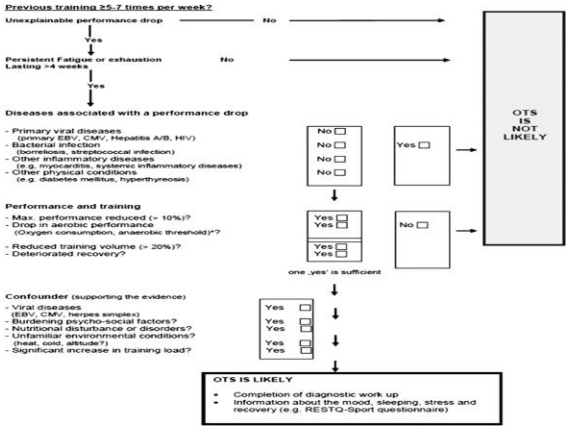 Previous training ≥5-7 times per week?
Unexplainable performance drop No
Yes
Persistent Fatigue or exhaustion No
Lasting >4 weeks
Yes
Diseases associated with a performance drop
- Primary viral diseases No
(primary EBV, CMV, Hepatitis A/B, HIV)
- Bacterial infection No Yes
(borreliosis, streptococcal infection)
- Other inflammatory diseases No
(e.g, myocarditis, systemic inflammatory diseases)
- Other physical conditions No
(e.g. diabetes mellitus, hyperthyreosis)
OTS
IS
NOT
LIKELY
Performance and training
- Max. performance reduced (> 10%)? Yes
- Drop in aerobic performance Yes No
(Oxygen consumption, anaerobic threshold)*?
- Reduced training volume (> 20%)? Yes
- Deteriorated recovery? Yes
one ‚yes' is sufficient
Confounder (supporting the evidence)
- Viral diseases Yes
(EBV, CMV, herpes simplex)
- Burdening psycho-social factors? Yes
- Nutritional disturbance or disorders? Yes
- Unfamiliar environmental conditions? Yes
(heat, cold, altitude?)
- Significant increase in training load? Yes
OTS IS LIKELY
• Completion of diagnostic work up
• Information about the mood, sleeping, stress and
recovery (e.g. RESTQ-Sport questionnaire)